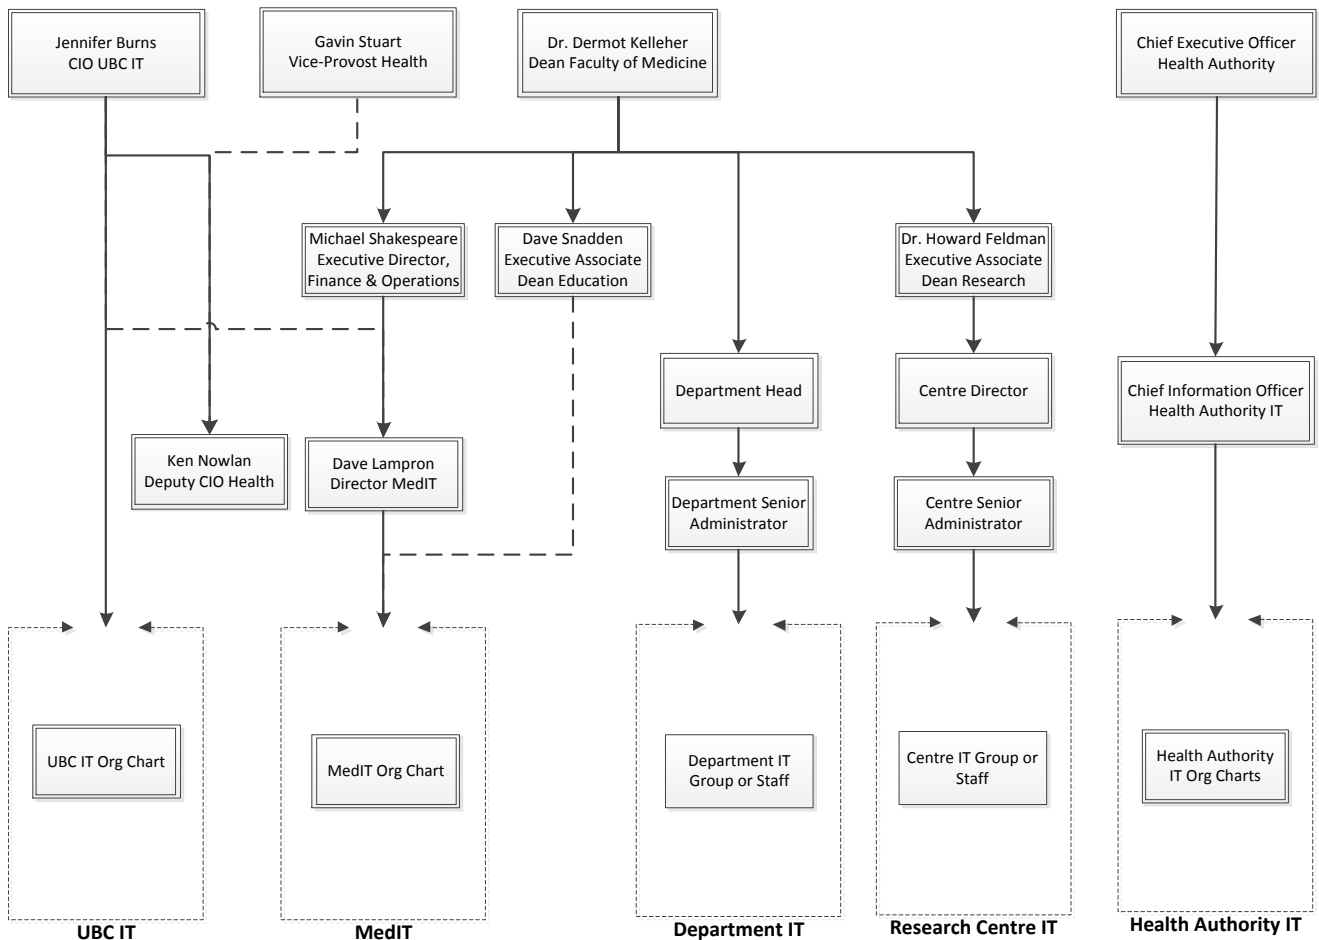 Jennifer Burns
CIO UBC IT
Gavin Stuart
Vice-Provost Health
Dr. Dermot Kelleher
Dean Faculty of Medicine
Chief Executive Officer
Health Authority
Michael Shakespeare
Executive Director,
Finance & Operations
Dave Snadden
Executive Associate
Dean Education
Dr. Howard Feldman
Executive Associate
Dean Research
Department Head
Centre Director
Chief Information Officer
Health Authority IT
Ken Nowlan
Deputy CIO Health
Dave Lampron
Director MedIT
Department Senior
Administrator
Centre Senior
Administrator
UBC IT Org Chart
MedIT Org Chart
Department IT
Group or Staff
Centre IT Group or
Staff
Health Authority
IT Org Charts
UBC IT
MedIT
Department IT
Research Centre IT
Health Authority IT